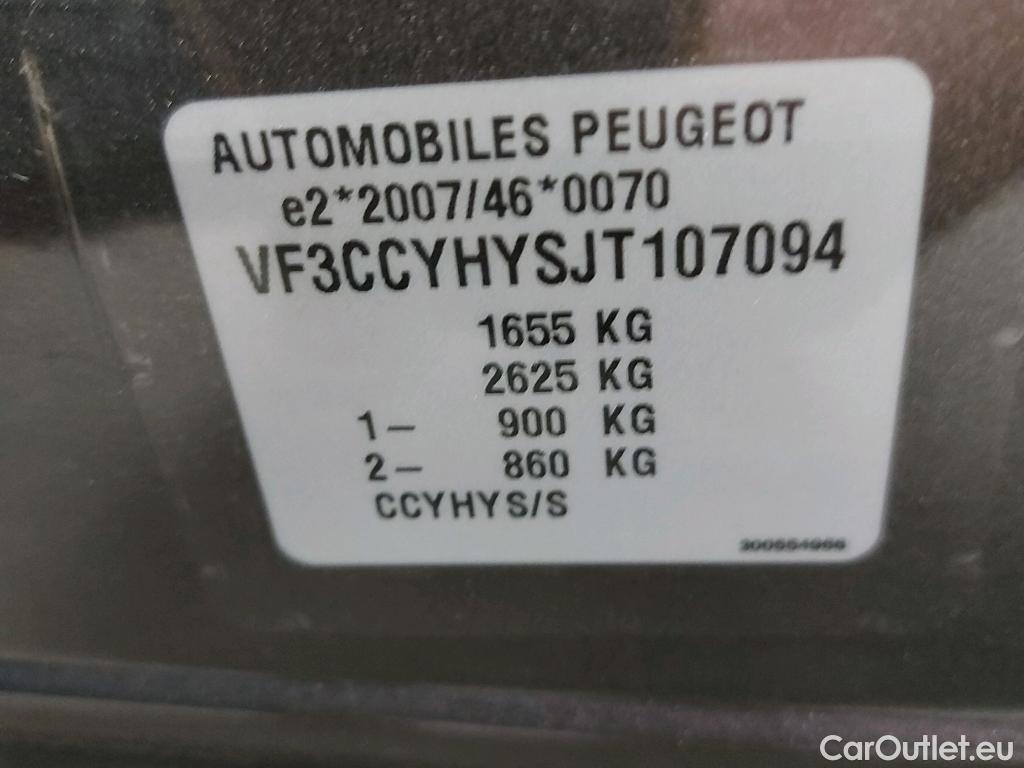 AUTOMOBILES PEUGEOT
e2*2007/46*0070
VF3CCYHYSJT107094
1655 KG
2625 KG
1– 900 KG
2– 860 KG
CCYHYS/S
CarOutlet.eu